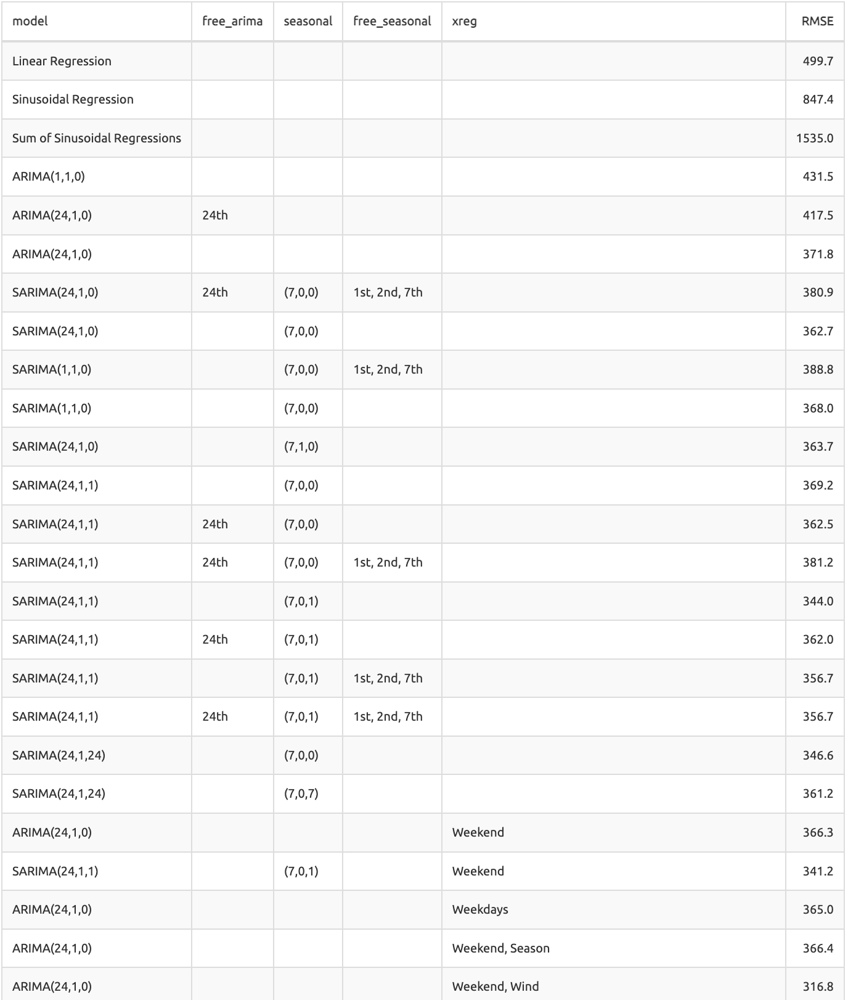 model free_arima seasonal free_seasonal xreg RMSE
Linear Regression 499.7
Sinusoidal Regression 847.4
Sum of Sinusoidal Regressions 1535.0
ARIMA(1,1,0) 431.5
ARIMA(24,1,0) 24th 417.5
ARIMA(24,1,0) 371.8
SARIMA(24,1,0) 24th (7,0,0) 1st, 2nd, 7th 380.9
SARIMA(24,1,0) (7,0,0) 362.7
SARIMA(1,1,0) (7,0,0) 1st, 2nd, 7th 388.8
SARIMA(1,1,0) (7,0,0) 368.0
SARIMA(24,1,0) (7,1,0) 363.7
SARIMA(24,1,1) (7,0,0) 369.2
SARIMA(24,1,1) 24th (7,0,0) 362.5
SARIMA(24,1,1) 24th (7,0,0) 1st, 2nd, 7th 381.2
SARIMA(24,1,1) (7,0,1) 344.0
SARIMA(24,1,1) 24th (7,0,1) 362.0
SARIMA(24,1,1) (7,0,1) 1st, 2nd, 7th 356.7
SARIMA(24,1,1) 24th (7,0,1) 1st, 2nd, 7th 356.7
SARIMA(24,1,24) (7,0,0) 346.6
SARIMA(24,1,24) (7,0,7) 361.2
ARIMA(24,1,0) Weekend 366.3
SARIMA(24,1,1) (7,0,1) Weekend 341.2
ARIMA(24,1,0) Weekdays 365.0
ARIMA(24,1,0) Weekend, Season 366.4
ARIMA(24,1,0) Weekend, Wind 316.8